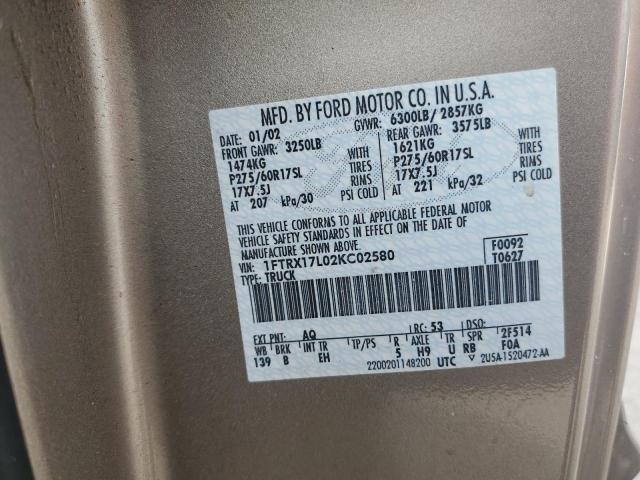 MFD. BY FORD MOTOR CO. IN U.S.A.
DATE: 01/02 GVWR: 6300LB/ 2857KG
FRONT GAWR: 3250LB REAR GAWR: 3575LB
1474KG WITH 1621KG WITH
P275/60R17SL TIRES P275/60R17SL TIRES
17X7.5J RINS 17X7.5J RINS
AT 207 kPa/30 PSI COLD AT 221 kPa/32 PSI COLD
THIS VEHICLE CONFORMS TO ALL APPLICABLE FEDERAL MOTOR
VEHICLE SAFETY STANDARDS IN EFFECT ON THE DATE OF
MANUFACTURE SHOWN ABOVE.
VIN: 1FTRX17L02KC02580 F0092
TYPE: TRUCK T0627
EXT PNT: AQ RC: 53 DSO:
WB BRK INT TR TP/PS R AXLE TR SPR 2F514
139 B EH 5 H9 U RB F0A
2200201148200 UTC ▽ 2U5A-1520472-AA